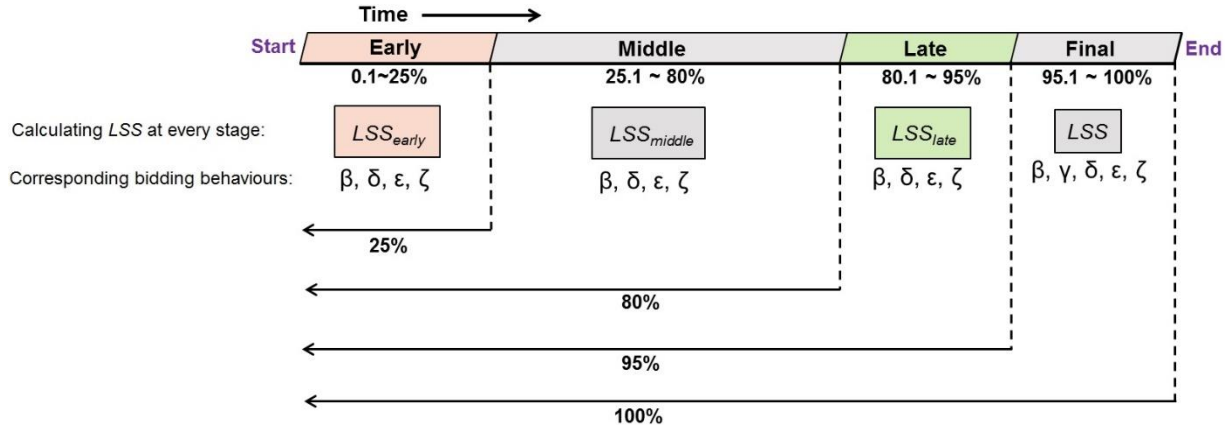 Time
Start Early Middle Late Final End
0.1~25% 25.1 ~ 80% 80.1 ~ 95% 95.1 ~ 100%
Calculating LSS at every stage: LSSearly LSSmiddle LSSlate LSS
Corresponding bidding behaviours: β, δ, ε, ζ β, δ, ε, ζ β, δ, ε, ζ β, γ, δ, ε, ζ
25%
80%
95%
100%